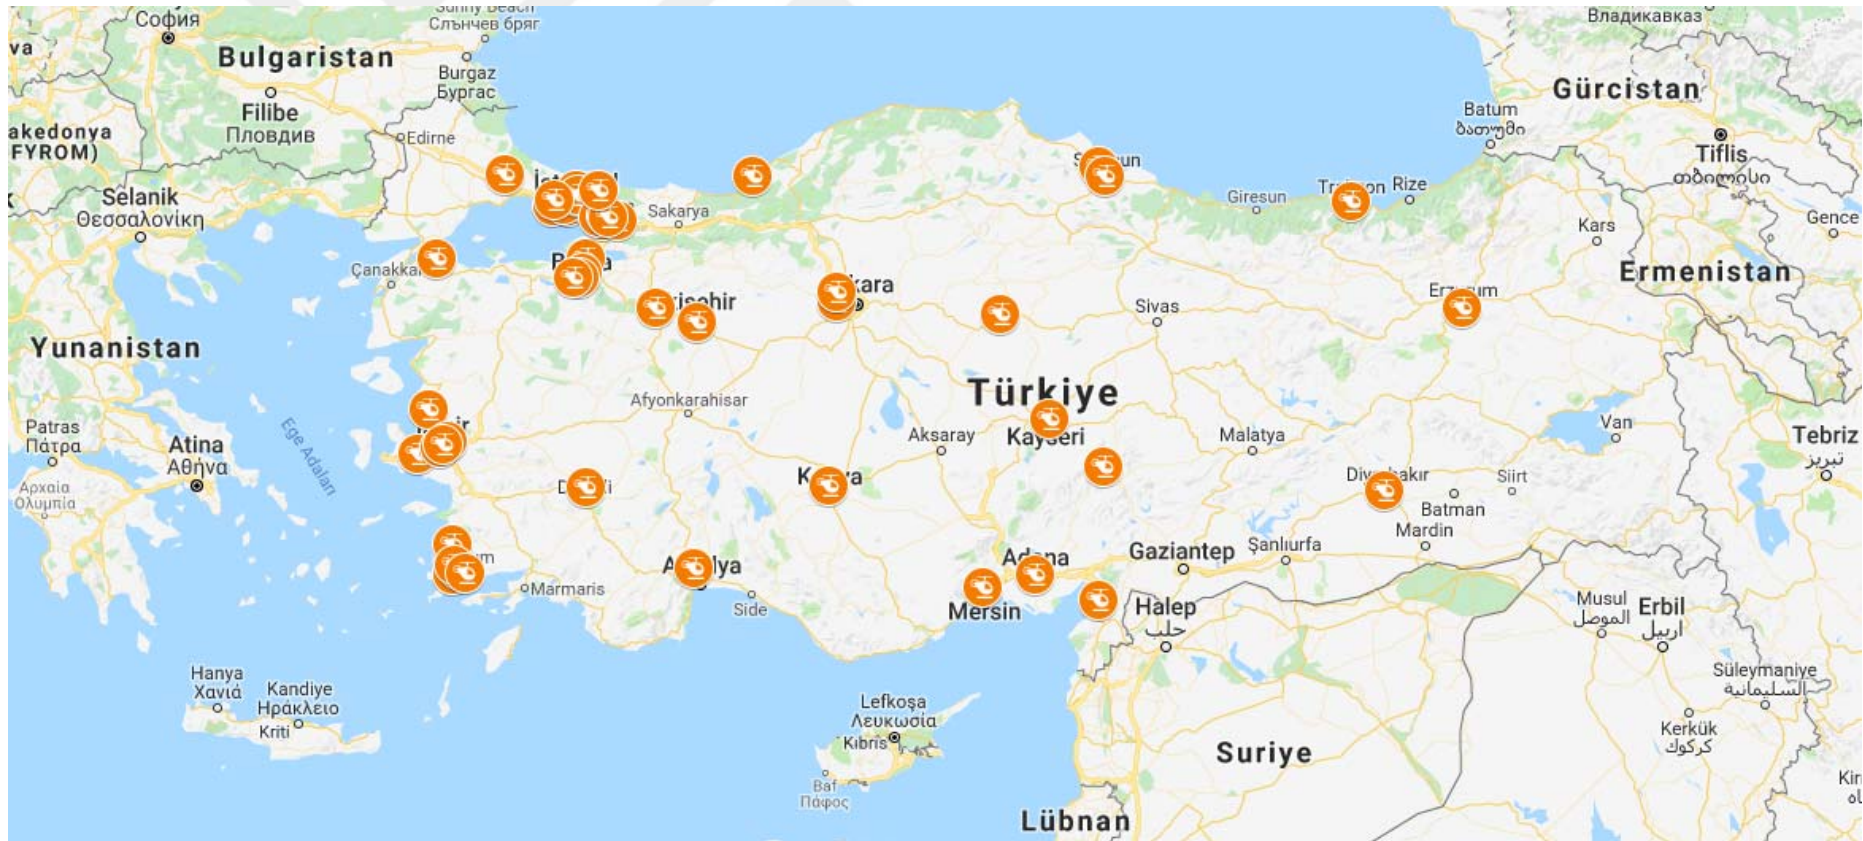 София
Sunny Beach
Слънчев бряг
Владикавказ
Bulgaristan
Burgaz
Бургас
Gürcistan
Filibe
Пловдив
Batum
ბათუმი
akedonya
FYROM)
Edirne
Tiflis
თბილისი
Selanik
Θεσσαλονίκη
Giresun
Rize
Sakarya
Kars
Gence
Ermenistan
Sivas
Yunanistan
Türkiye
Afyonkarahisar
Patras
Πάτρα
Atina
Αθήνα
Ege Adaları
Aksaray
Kayseri
Malatya
Van
Tebriz
تبریز
Αρχαία
Ολυμπία
Siirt
Batman
Mardin
Adana
Gaziantep
Şanlıurfa
Marmaris
Side
Mersin
Halep
حلب
Musul
الموصل
Erbil
اربيل
Hanya
Χανιά
Kandiye
Ηράκλειο
Kriti
Lefkoşa
Λευκωσία
Kıbrıs
Süleymaniye
السليمانية
Baf
Πάφος
Suriye
Kerkük
كركوك
Lübnan